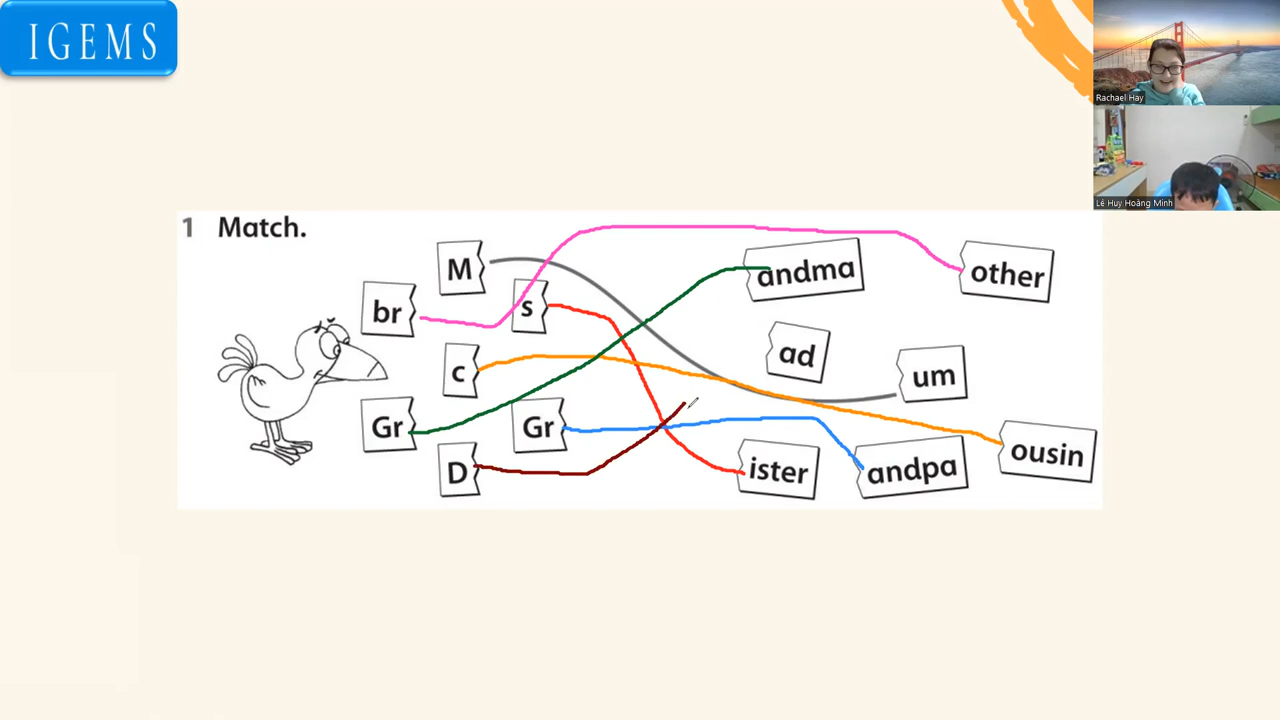 IGEMS
Rachael Hay
Lê Huy Hoàng Minh
1 Match.
M
andma
other
br
s
ad
c
um
Gr
Gr
ousin
D
ister
andpa